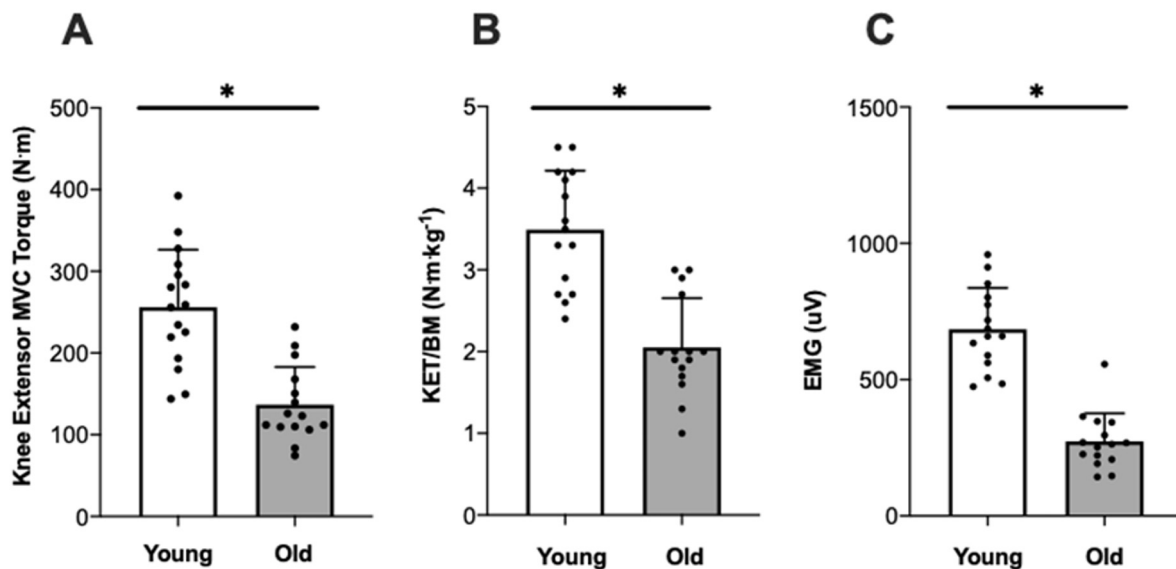 A
B
C
*
*
*
Knee Extensor MVC Torque (N·m)
500
400
300
200
100
0
Young Old
KET/BM (N·m·kg⁻¹)
5
4
3
2
1
0
Young Old
EMG (uV)
1500
1000
500
0
Young Old